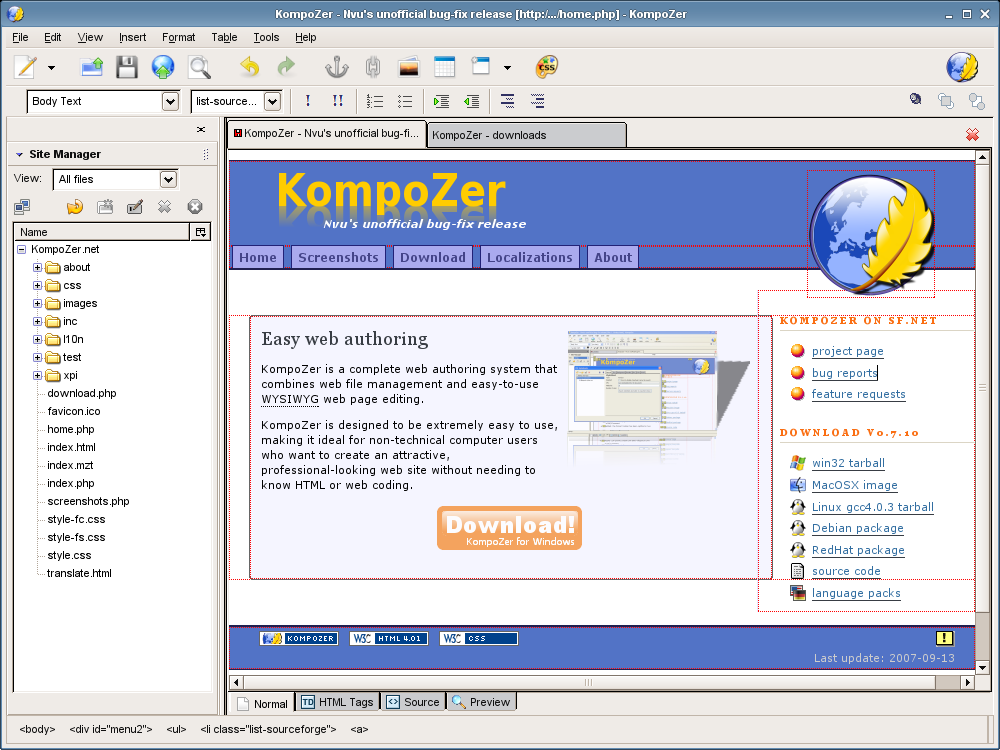 KompoZer - Nvu's unofficial bug-fix release [http:/.../home.php] - KompoZer
File Edit View Insert Format Table Tools Help
CSS
Body Text list-source... ! !!
KompoZer - Nvu's unofficial bug-fi... KompoZer - downloads
Site Manager
View: All files
Name
KompoZer.net
about
css
images
inc
l10n
test
xpi
download.php
favicon.ico
home.php
index.html
index.mzt
index.php
screenshots.php
style-fc.css
style-fs.css
style.css
translate.html
KompoZer
Nvu's unofficial bug-fix release
Home Screenshots Download Localizations About
Easy web authoring
KompoZer is a complete web authoring system that
combines web file management and easy-to-use
WYSIWYG web page editing.
KompoZer is designed to be extremely easy to use,
making it ideal for non-technical computer users
who want to create an attractive,
professional-looking web site without needing to
know HTML or web coding.
KompoZer
Download!
KompoZer for Windows
KOMPOZER ON SF.NET
project page
bug reports
feature requests
DOWNLOAD V0.7.10
win32 tarball
MacOSX image
Linux gcc4.0.3 tarball
Debian package
RedHat package
source code
language packs
KOMPOZER W3C HTML 4.01 W3C CSS
!
Last update: 2007-09-13
Normal TD HTML Tags Source Preview
<body> <div id="menu2"> <ul> <li class="list-sourceforge"> <a>